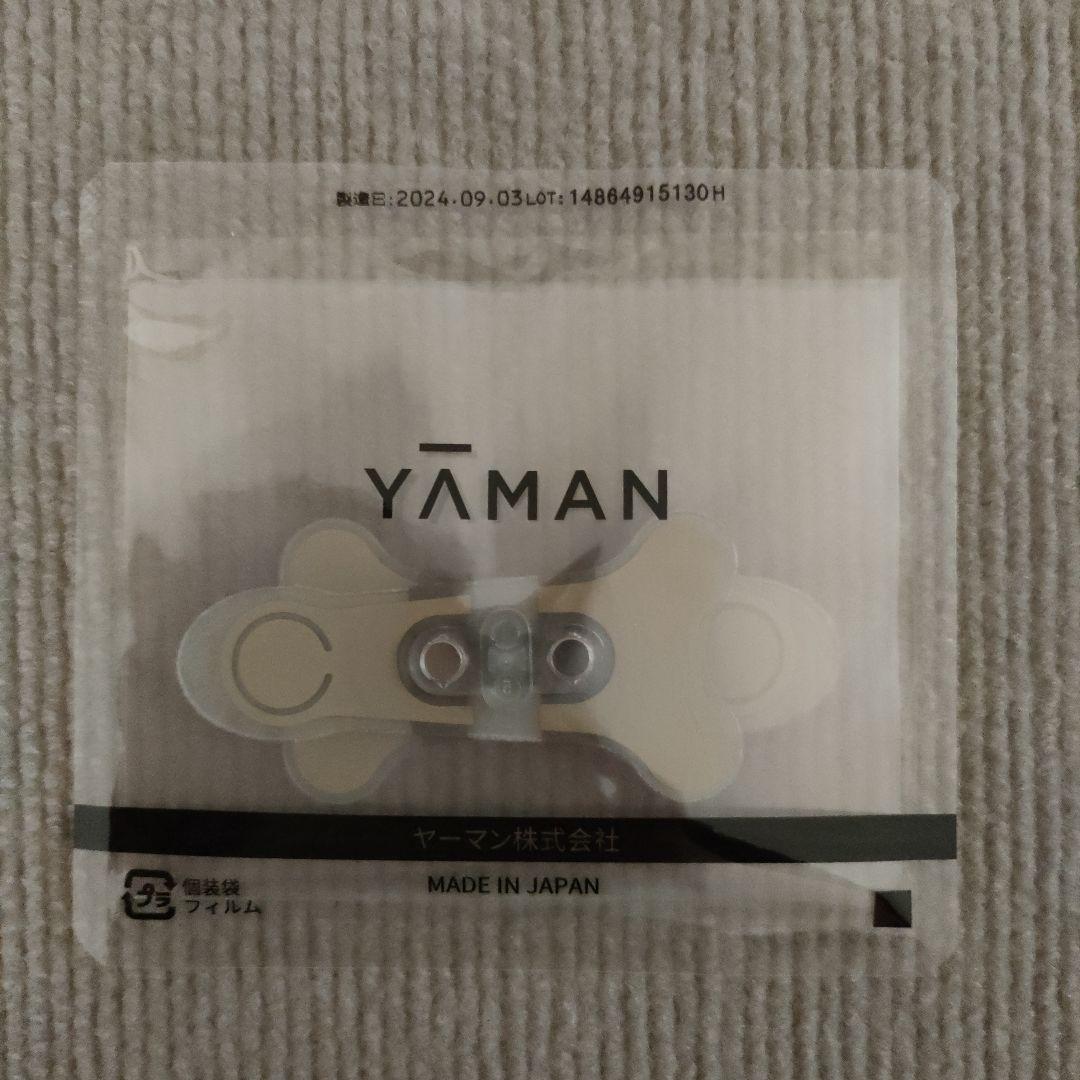 製造日:2024.09.03 LOT:14864915130H
YĀMAN
ヤーマン株式会社
MADE IN JAPAN
プラ
個装袋
フィルム